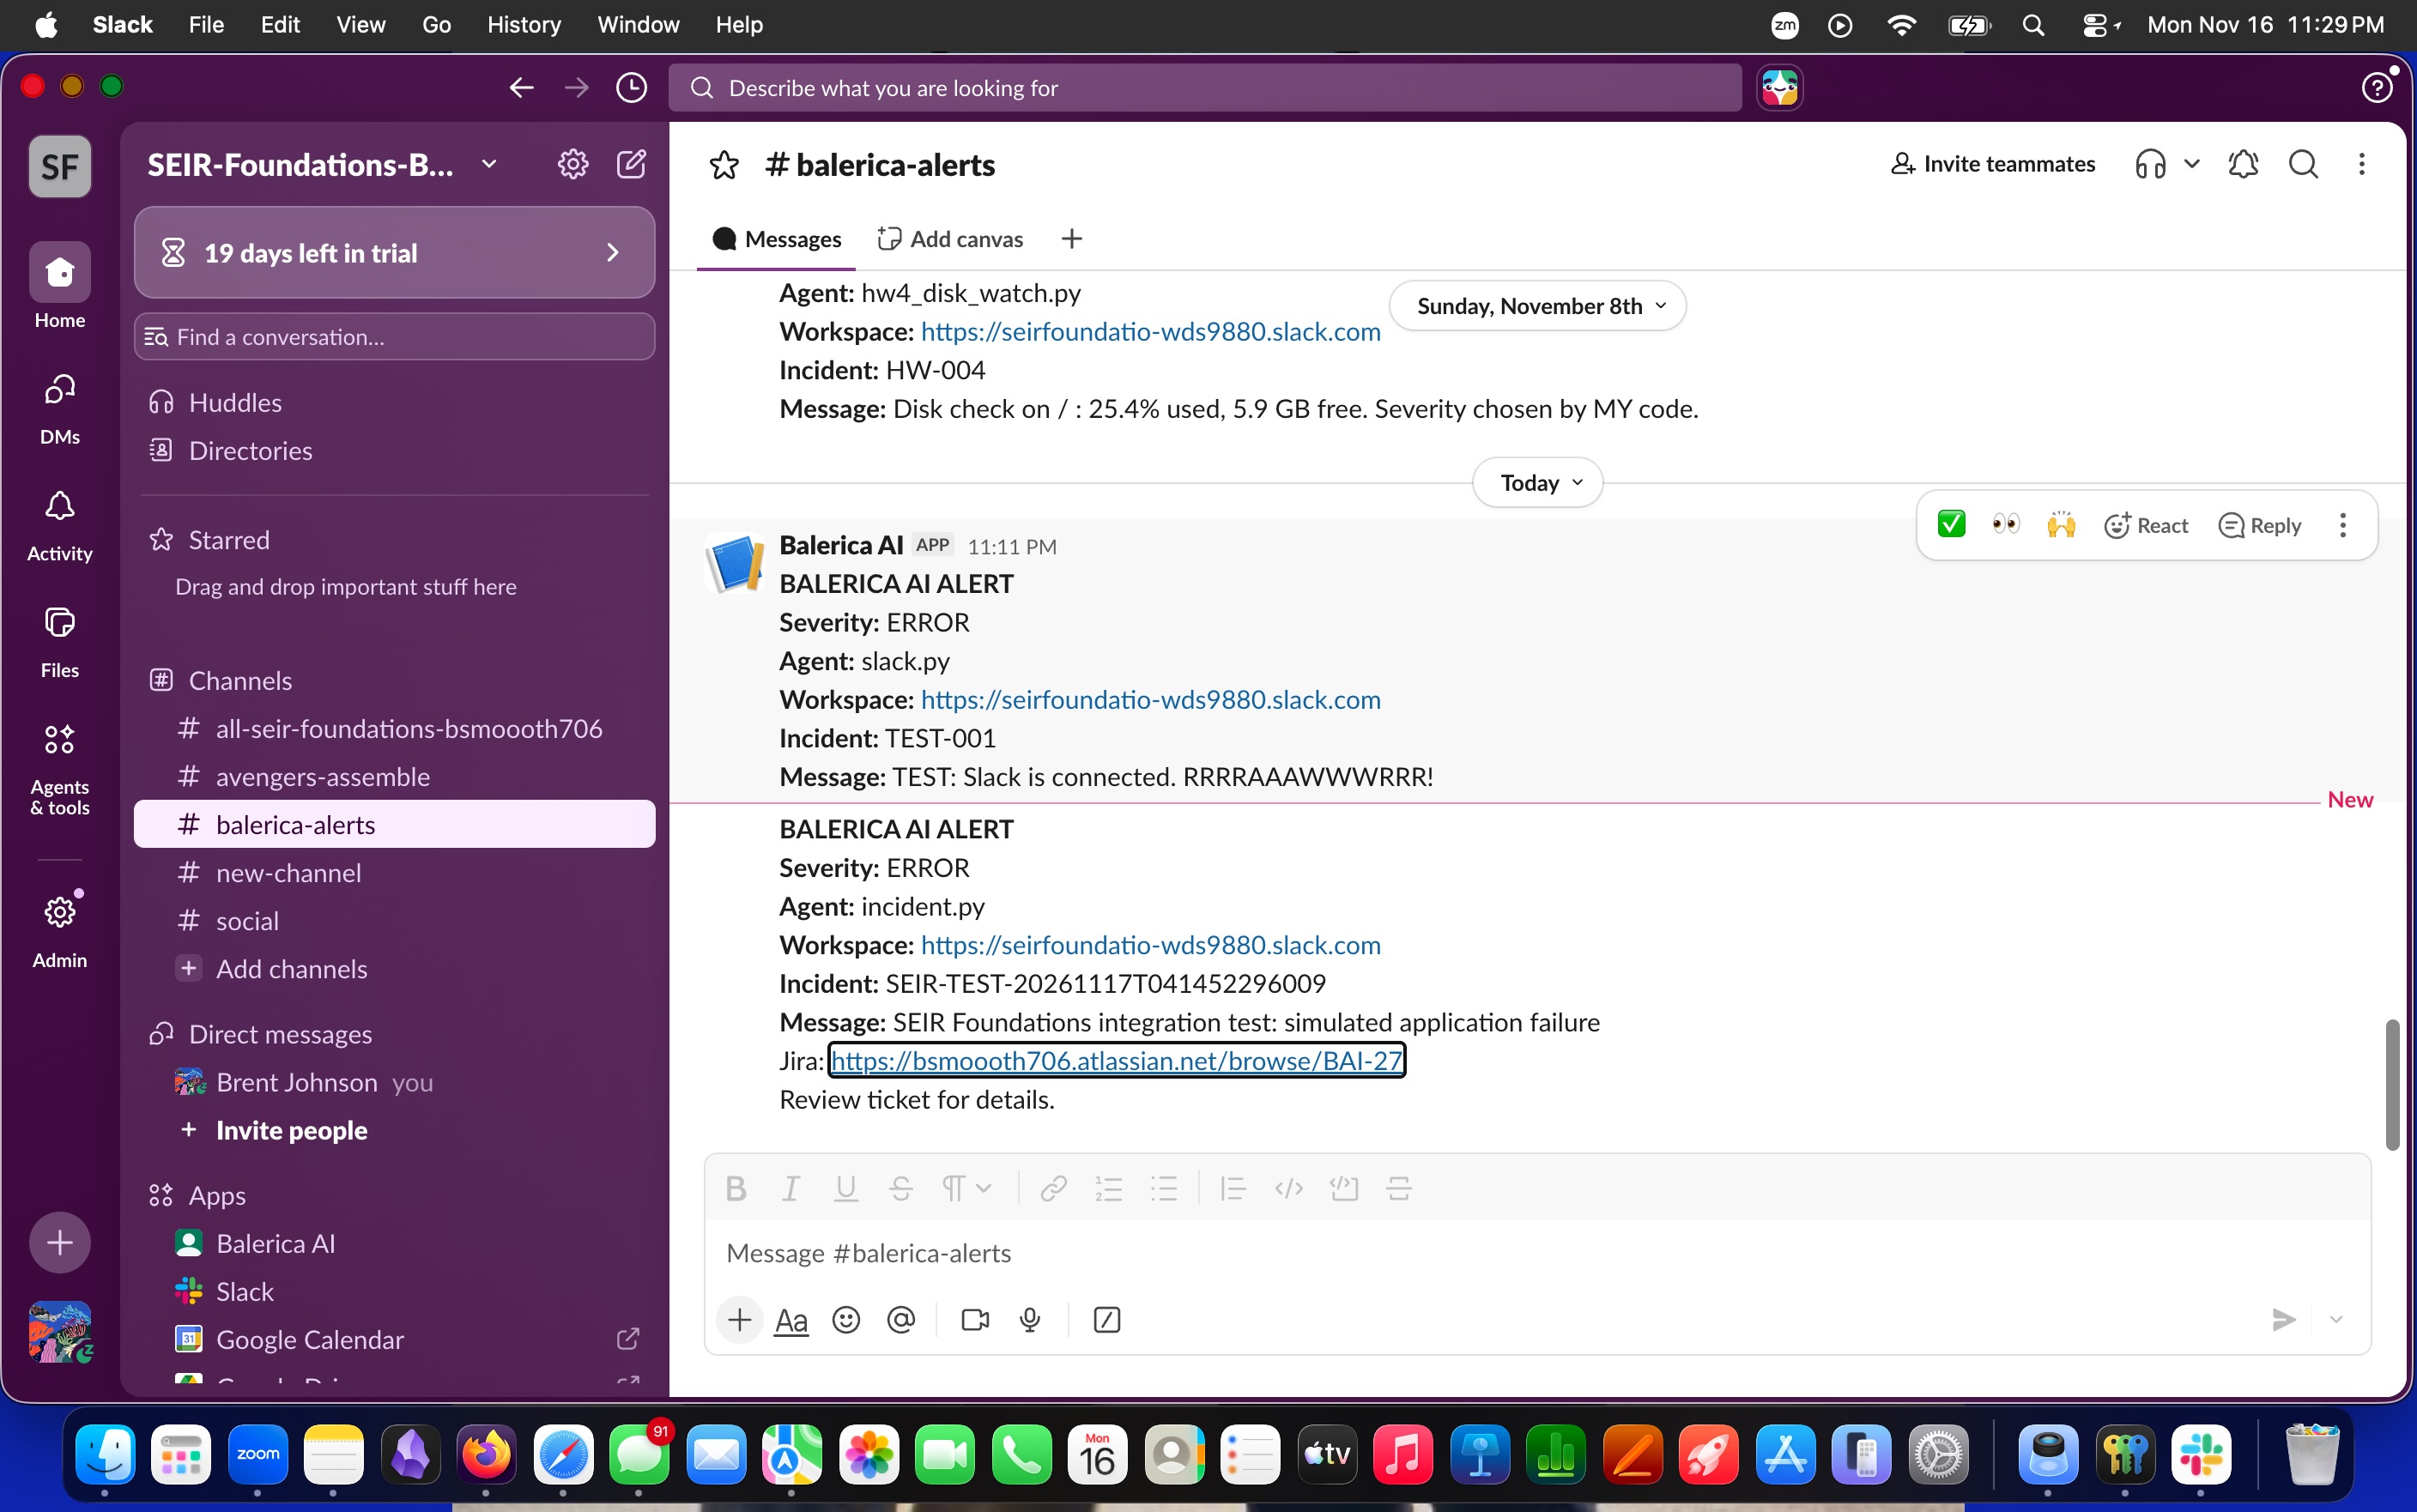 Slack File Edit View Go History Window Help
zm
Mon Nov 16 11:29 PM
Describe what you are looking for
SF
Home
DMs
Activity
Files
Agents
& tools
Admin
SEIR-Foundations-B...
19 days left in trial
Find a conversation...
Huddles
Directories
Starred
Drag and drop important stuff here
Channels
# all-seir-foundations-bsmoooth706
# avengers-assemble
# balerica-alerts
# new-channel
# social
+ Add channels
Direct messages
Brent Johnson you
+ Invite people
Apps
Balerica AI
Slack
31 Google Calendar
# balerica-alerts
Invite teammates
Messages
Add canvas
Agent: hw4_disk_watch.py
Sunday, November 8th
Workspace: https://seirfoundatio-wds9880.slack.com
Incident: HW-004
Message: Disk check on / : 25.4% used, 5.9 GB free. Severity chosen by MY code.
Today
React
Reply
Balerica AI APP 11:11 PM
BALERICA AI ALERT
Severity: ERROR
Agent: slack.py
Workspace: https://seirfoundatio-wds9880.slack.com
Incident: TEST-001
Message: TEST: Slack is connected. RRRRAAAWWWRRR!
New
BALERICA AI ALERT
Severity: ERROR
Agent: incident.py
Workspace: https://seirfoundatio-wds9880.slack.com
Incident: SEIR-TEST-20261117T041452296009
Message: SEIR Foundations integration test: simulated application failure
Jira: https://bsmoooth706.atlassian.net/browse/BAI-27
Review ticket for details.
B I U S
Message #balerica-alerts
Aa
zoom
91
Mon
16
tv